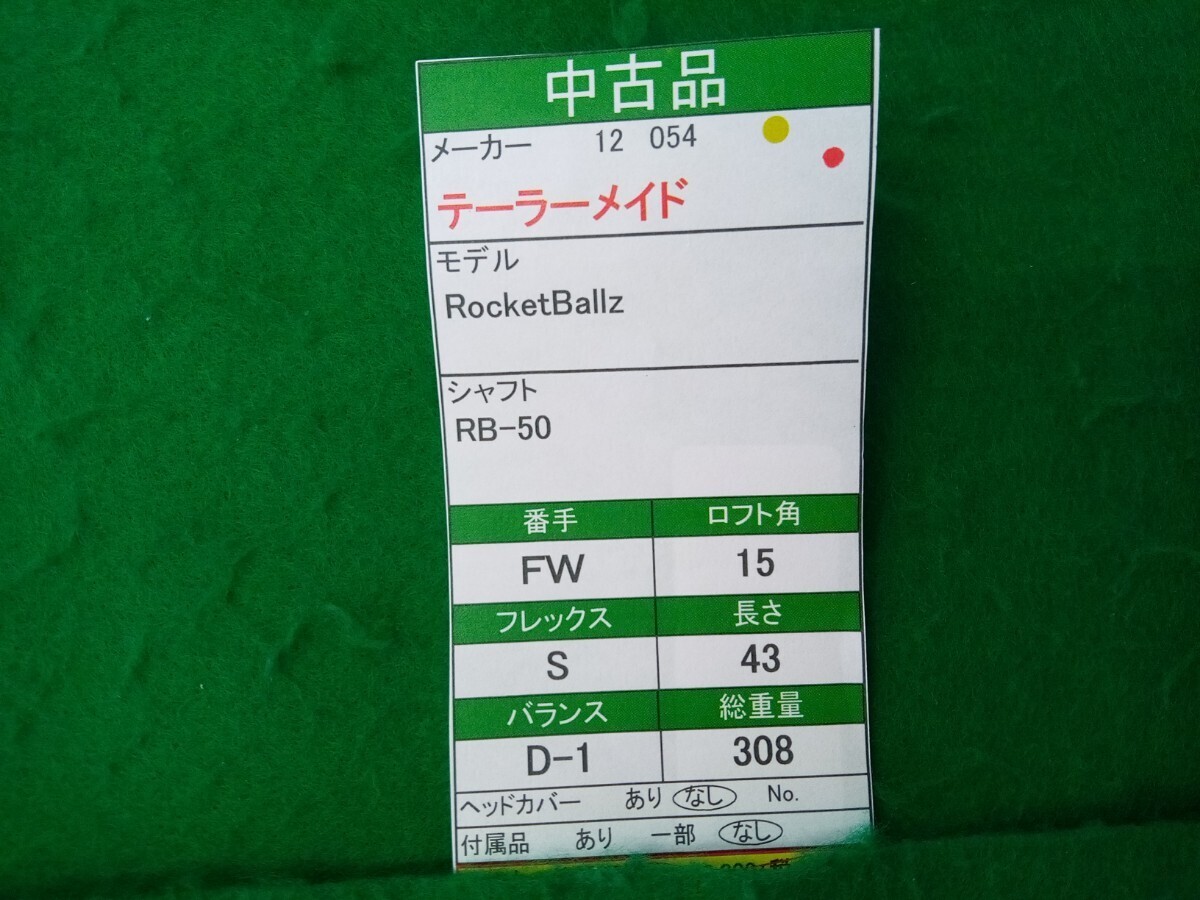 中古品
メーカー 12 054
テーラーメイド
モデル
RocketBallz
シャフト
RB-50
番手 ロフト角
FW 15
フレックス 長さ
S 43
バランス 総重量
D-1 308
ヘッドカバー あり なし No.
付属品 あり 一部 なし